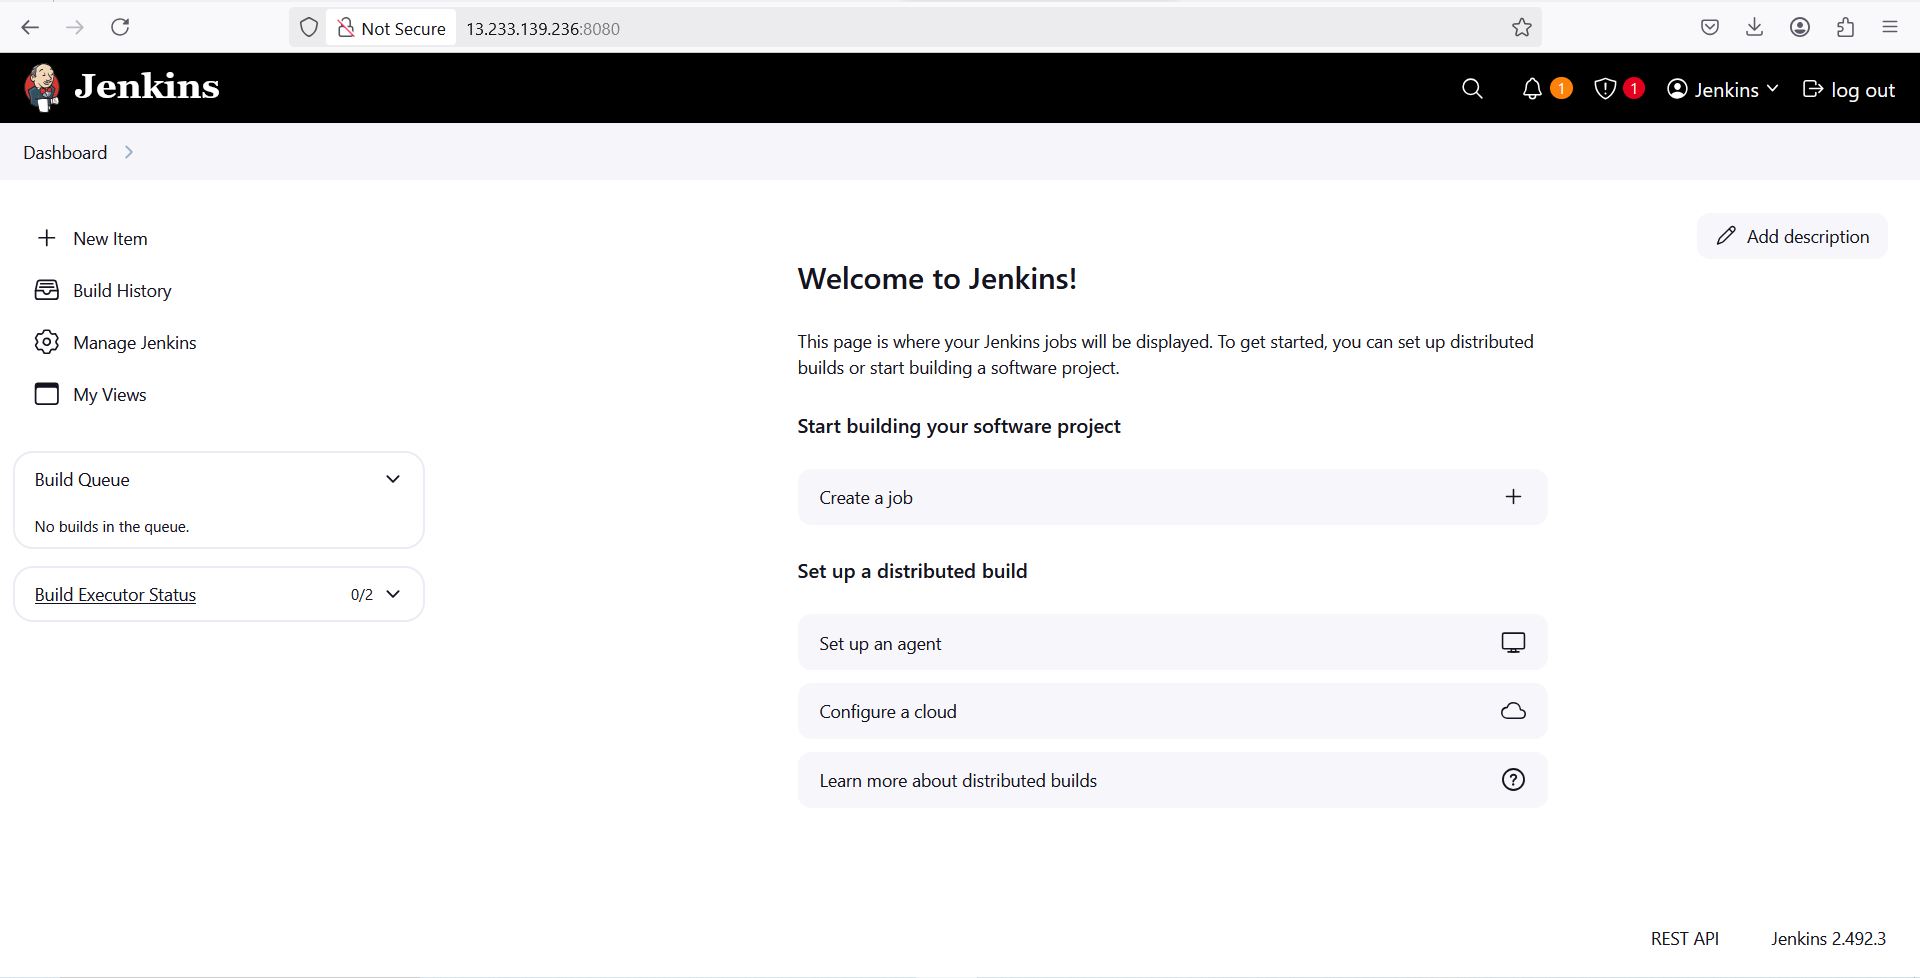 Not Secure 13.233.139.236:8080
Jenkins
1 1 Jenkins log out
Dashboard
New Item
Build History
Manage Jenkins
My Views
Build Queue
No builds in the queue.
Build Executor Status 0/2
Add description
Welcome to Jenkins!
This page is where your Jenkins jobs will be displayed. To get started, you can set up distributed
builds or start building a software project.
Start building your software project
Create a job
Set up a distributed build
Set up an agent
Configure a cloud
Learn more about distributed builds
REST API Jenkins 2.492.3